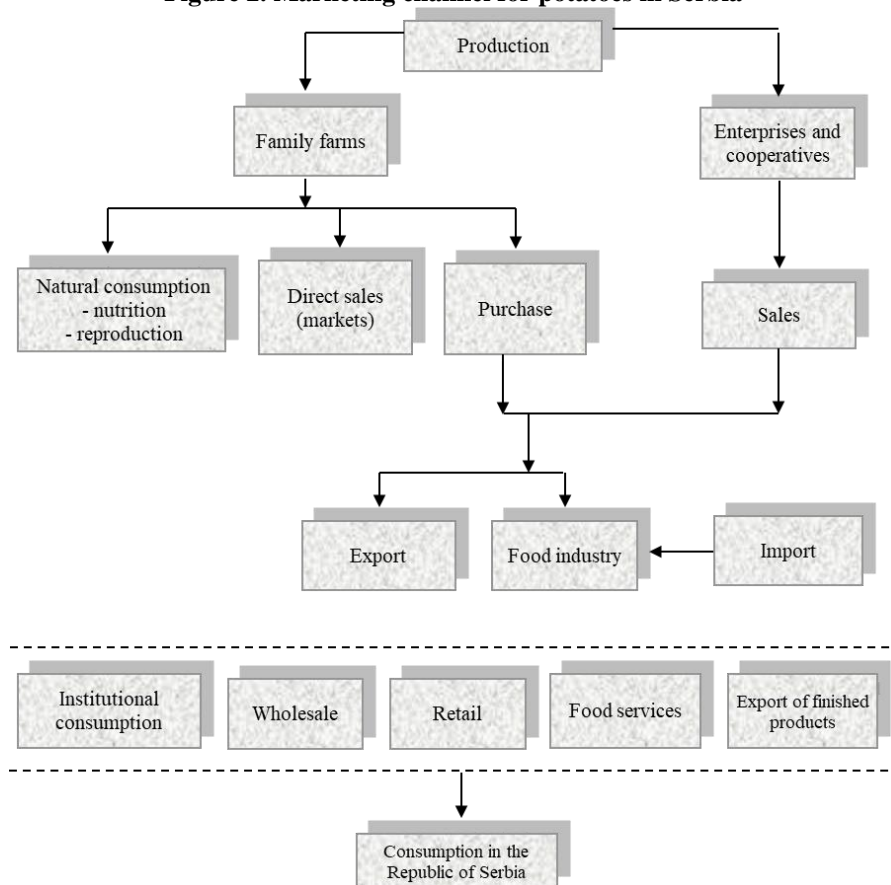 Figure 2. Marketing channel for potatoes in Serbia
Production
Family farms
Enterprises and
cooperatives
Natural consumption
- nutrition
- reproduction
Direct sales
(markets)
Purchase
Sales
Export
Food industry
Import
Institutional
consumption
Wholesale
Retail
Food services
Export of finished
products
Consumption in the
Republic of Serbia